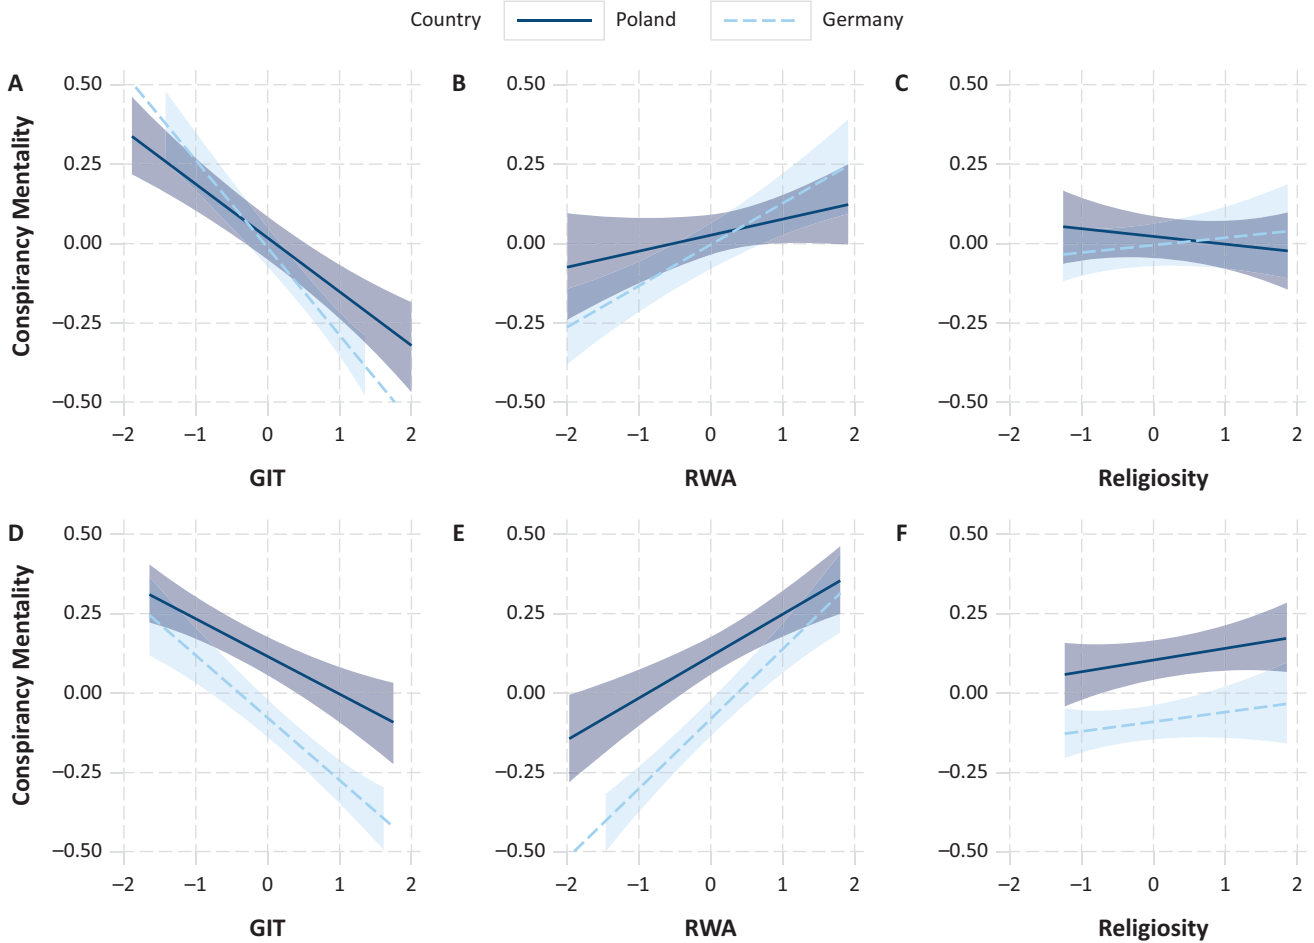 Country Poland Germany
A B C
0.50 0.50 0.50
0.25 0.25 0.25
0.00 0.00 0.00
−0.25 −0.25 −0.25
−0.50 −0.50 −0.50
Conspirancy Mentality
−2 −1 0 1 2 −2 −1 0 1 2 −2 −1 0 1 2
GIT RWA Religiosity
D E F
0.50 0.50 0.50
0.25 0.25 0.25
0.00 0.00 0.00
−0.25 −0.25 −0.25
−0.50 −0.50 −0.50
Conspirancy Mentality
−2 −1 0 1 2 −2 −1 0 1 2 −2 −1 0 1 2
GIT RWA Religiosity